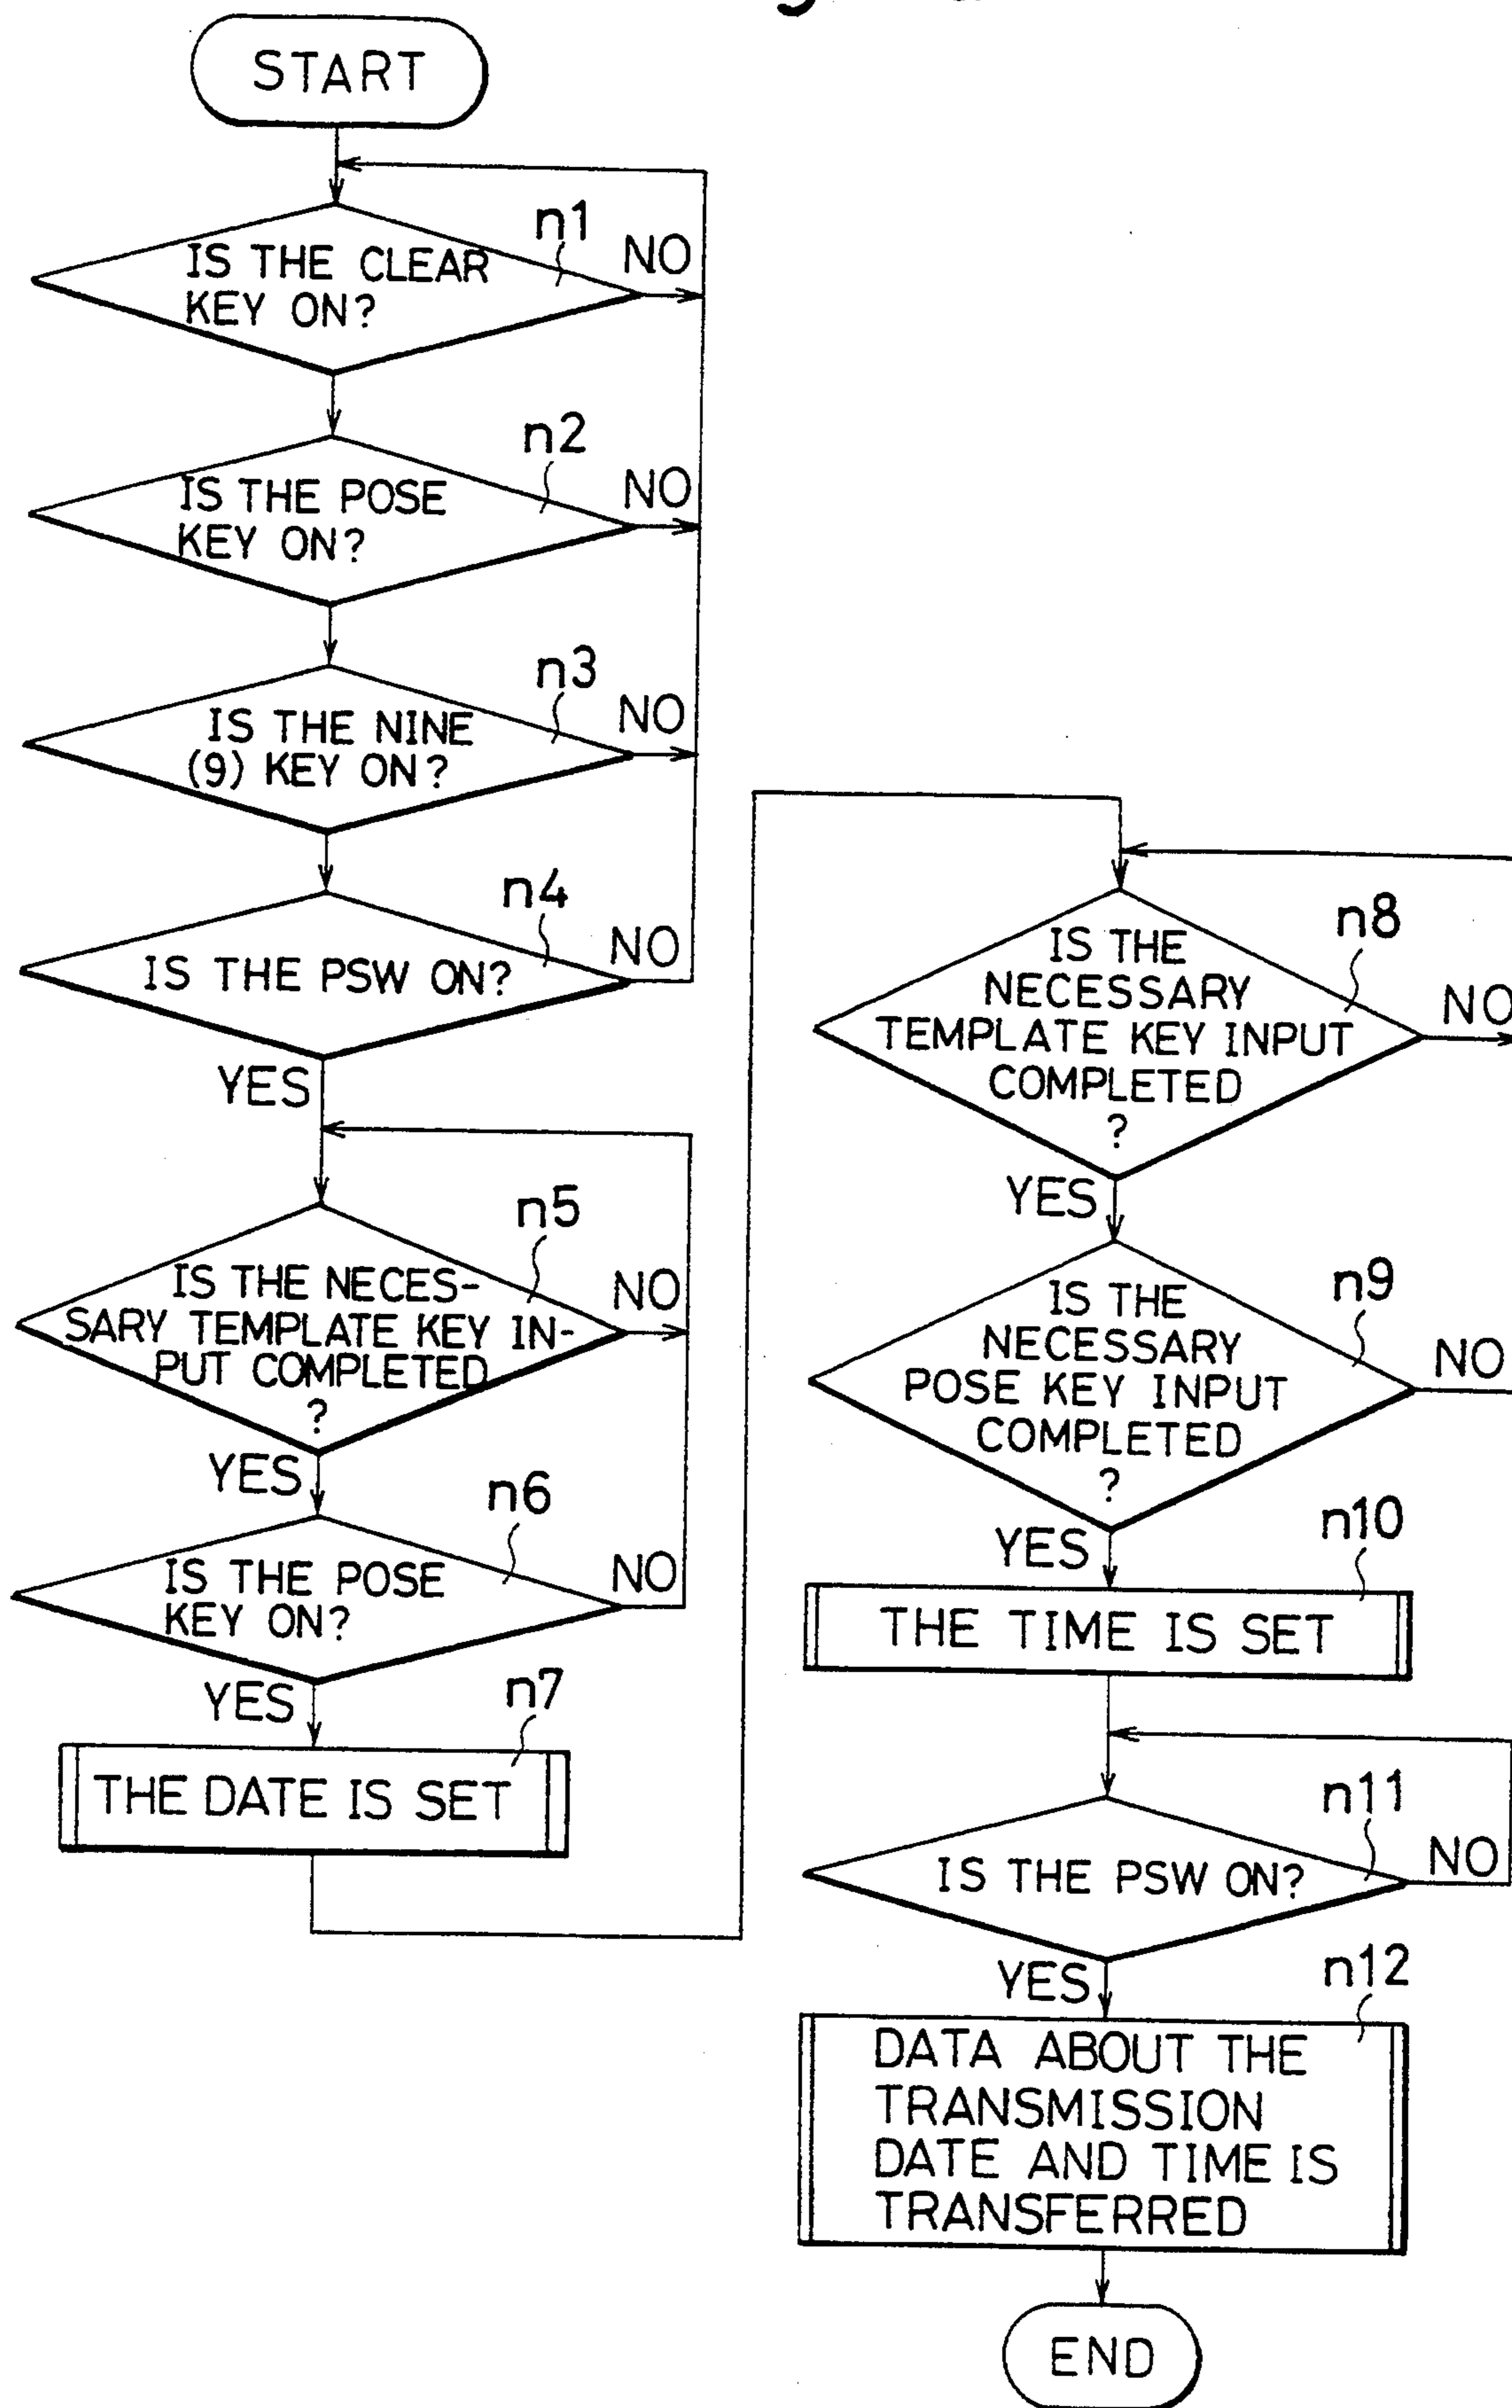 START
n1
IS THE CLEAR
KEY ON?
NO
n2
IS THE POSE
KEY ON?
NO
n3
IS THE NINE
(9) KEY ON?
NO
n4
IS THE PSW ON?
NO
YES
n5
IS THE NECES-
SARY TEMPLATE KEY IN-
PUT COMPLETED
?
NO
YES
n6
IS THE POSE
KEY ON?
NO
YES
n7
THE DATE IS SET
n8
IS THE
NECESSARY
TEMPLATE KEY INPUT
COMPLETED
?
NO
YES
n9
IS THE
NECESSARY
POSE KEY INPUT
COMPLETED
?
NO
YES
n10
THE TIME IS SET
n11
IS THE PSW ON?
NO
YES
n12
DATA ABOUT THE
TRANSMISSION
DATE AND TIME IS
TRANSFERRED
END